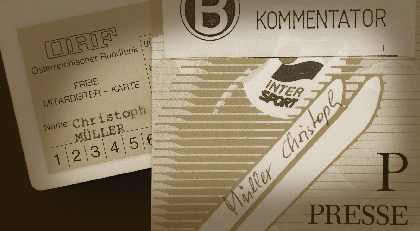 ORF
Österreichischer Rundfunk
FREIE
MITARBEITER - KARTE
Name: Christoph
MÜLLER
1 2 3 4 5 6
B
KOMMENTATOR
INTER
SPORT
Müller Christoph
P
PRESSE